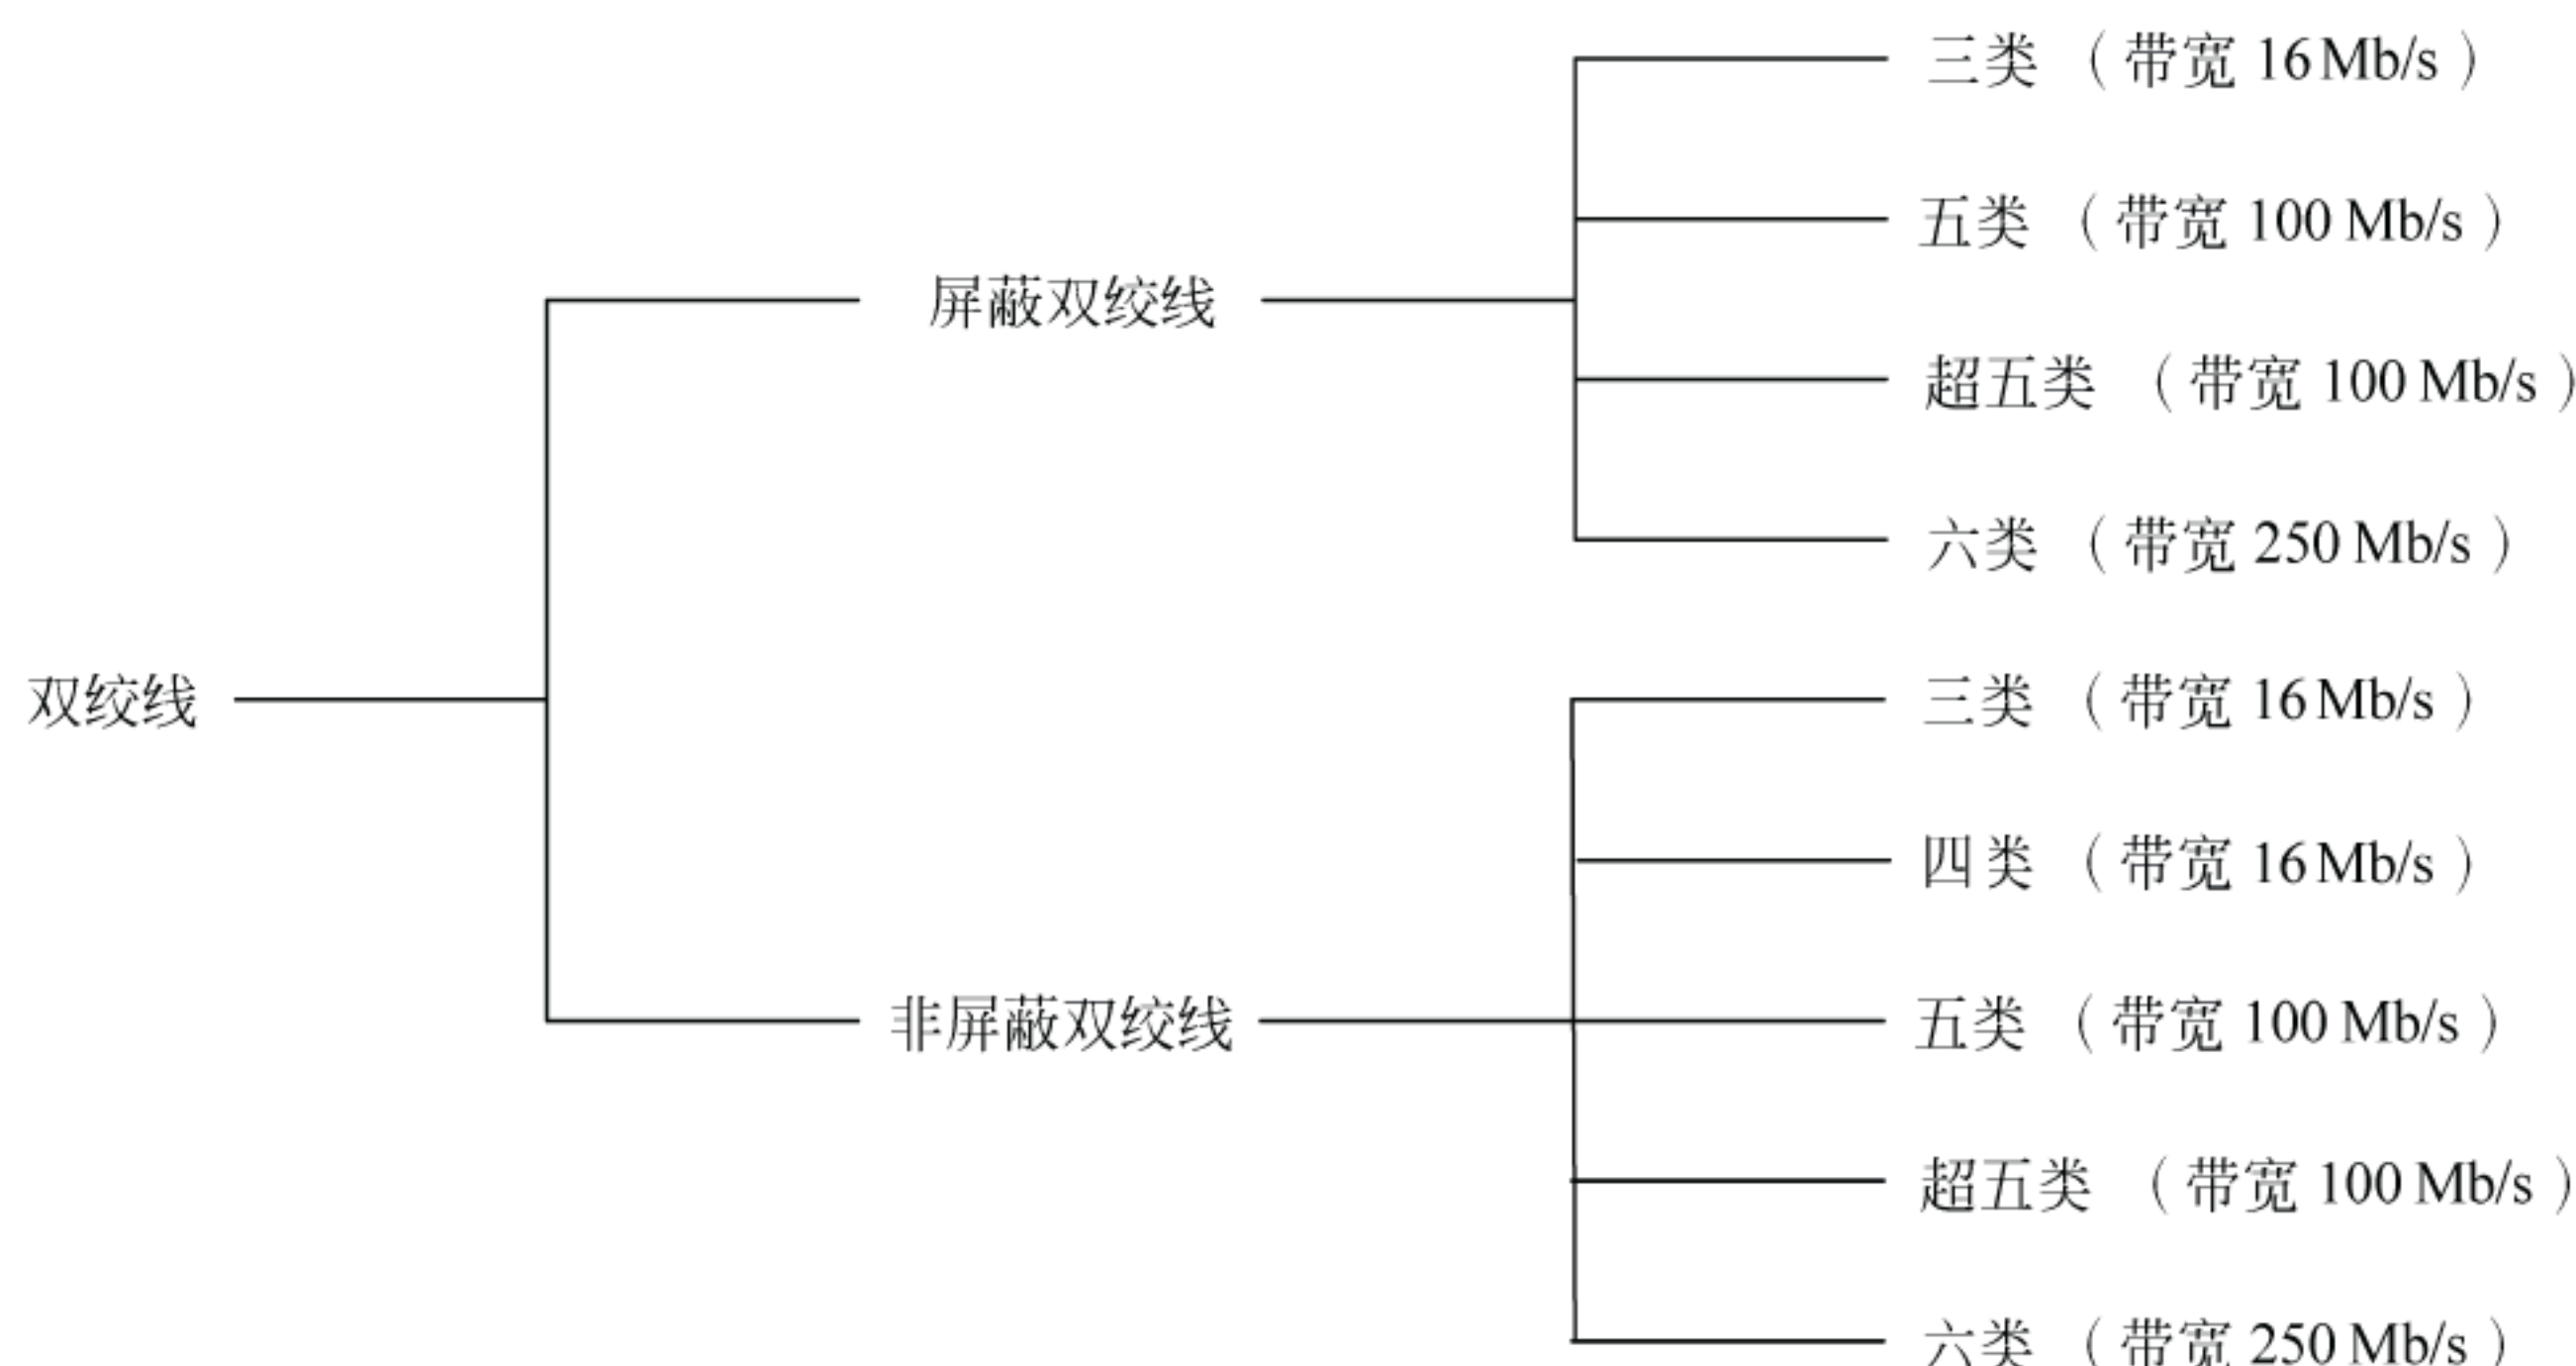 双绞线
屏蔽双绞线
三类（带宽 16 Mb/s）
五类（带宽 100 Mb/s）
超五类（带宽 100 Mb/s）
六类（带宽 250 Mb/s）
非屏蔽双绞线
三类（带宽 16 Mb/s）
四类（带宽 16 Mb/s）
五类（带宽 100 Mb/s）
超五类（带宽 100 Mb/s）
六类（带宽 250 Mb/s）